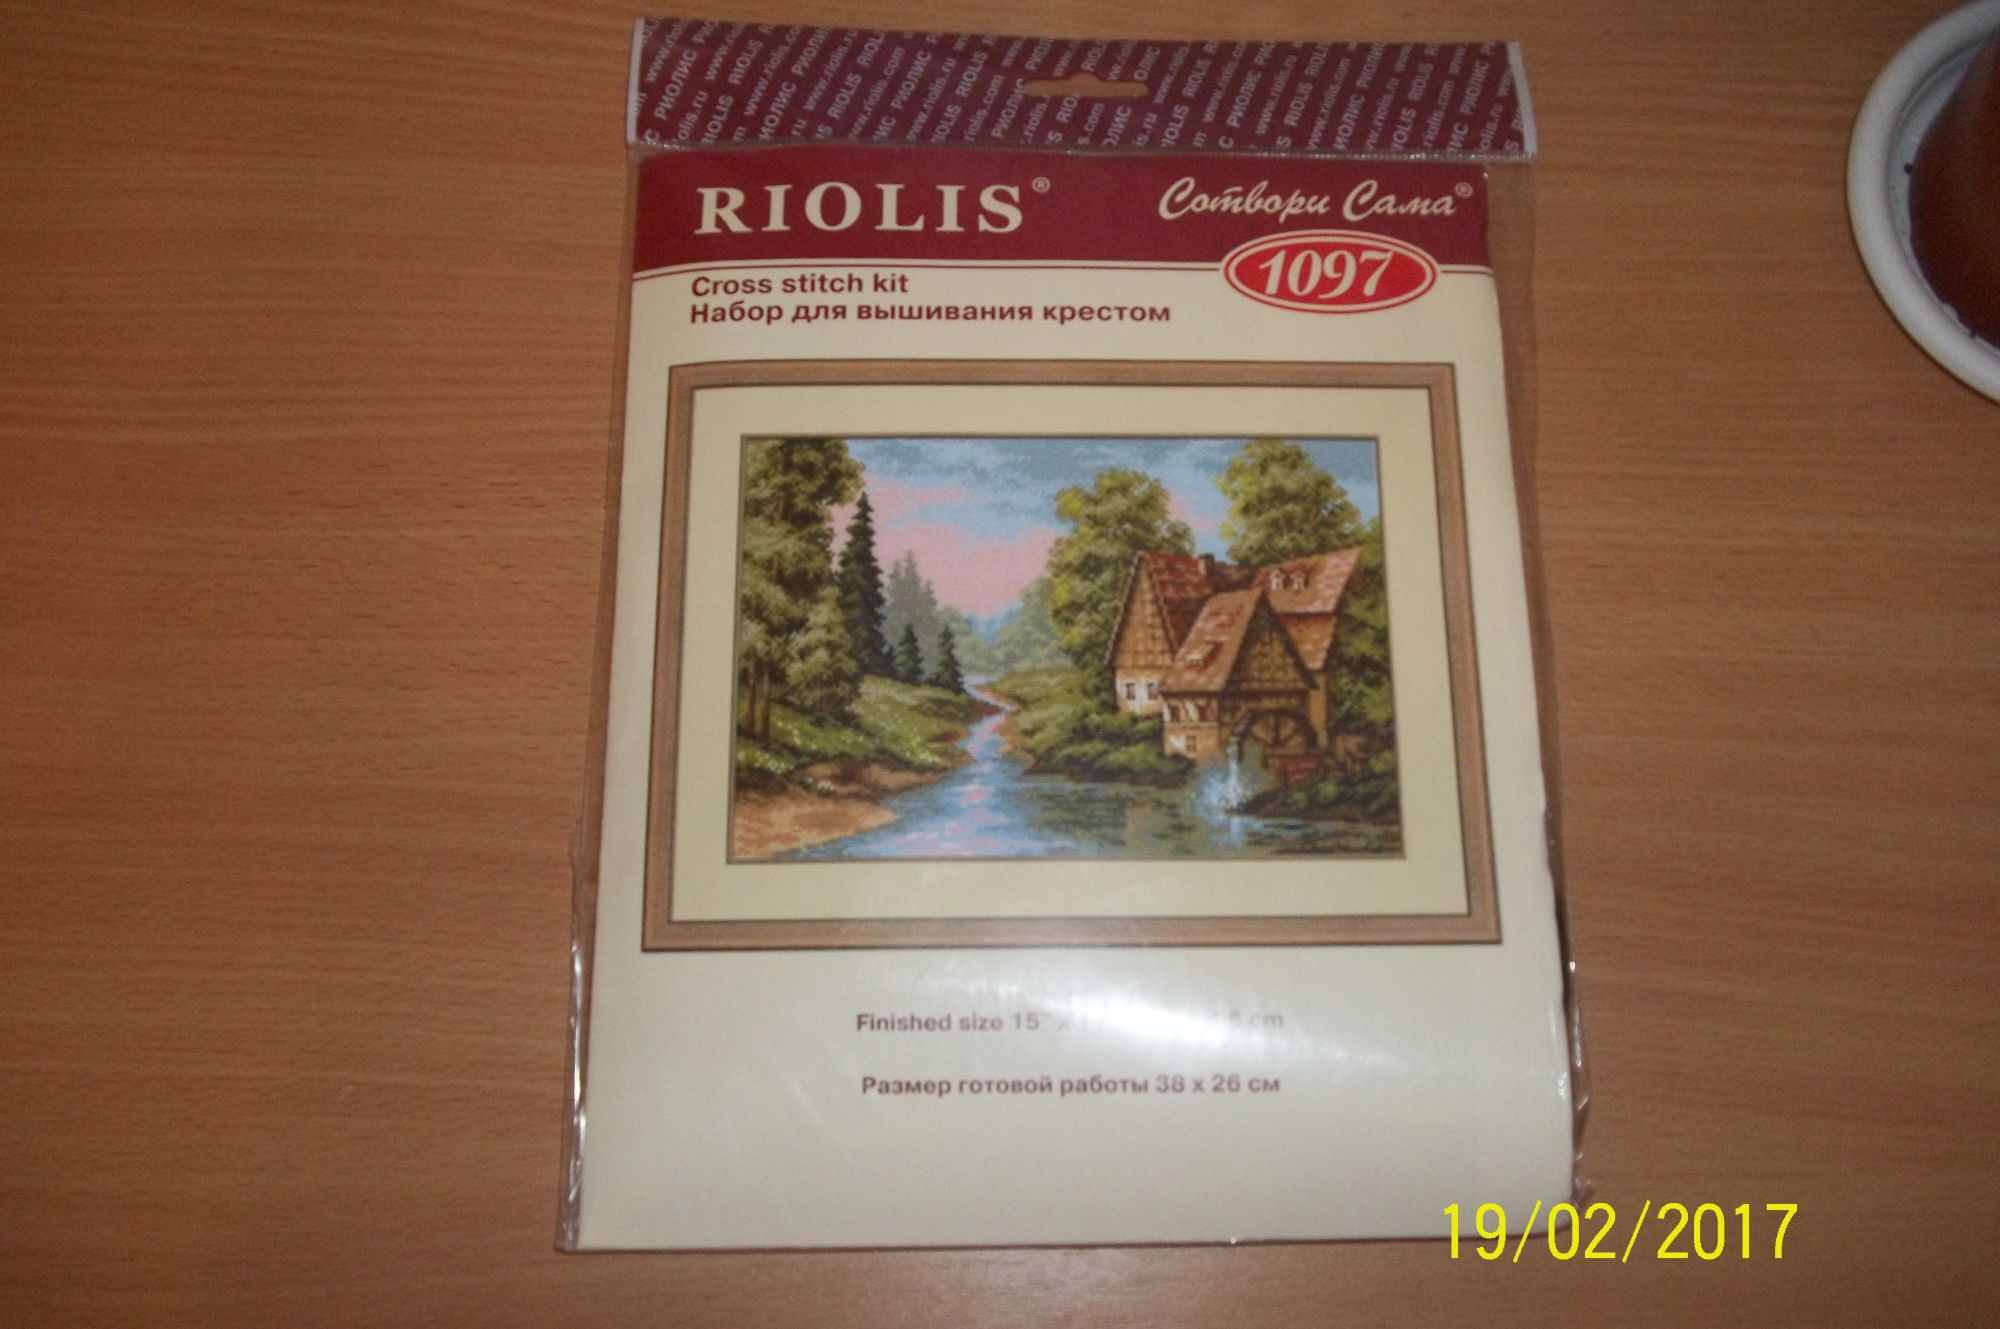 RIOLIS®
Сотвори Сама®
1097
Cross stitch kit
Набор для вышивания крестом
Finished size 15" x cm
Размер готовой работы 38 x 26 см
19/02/2017